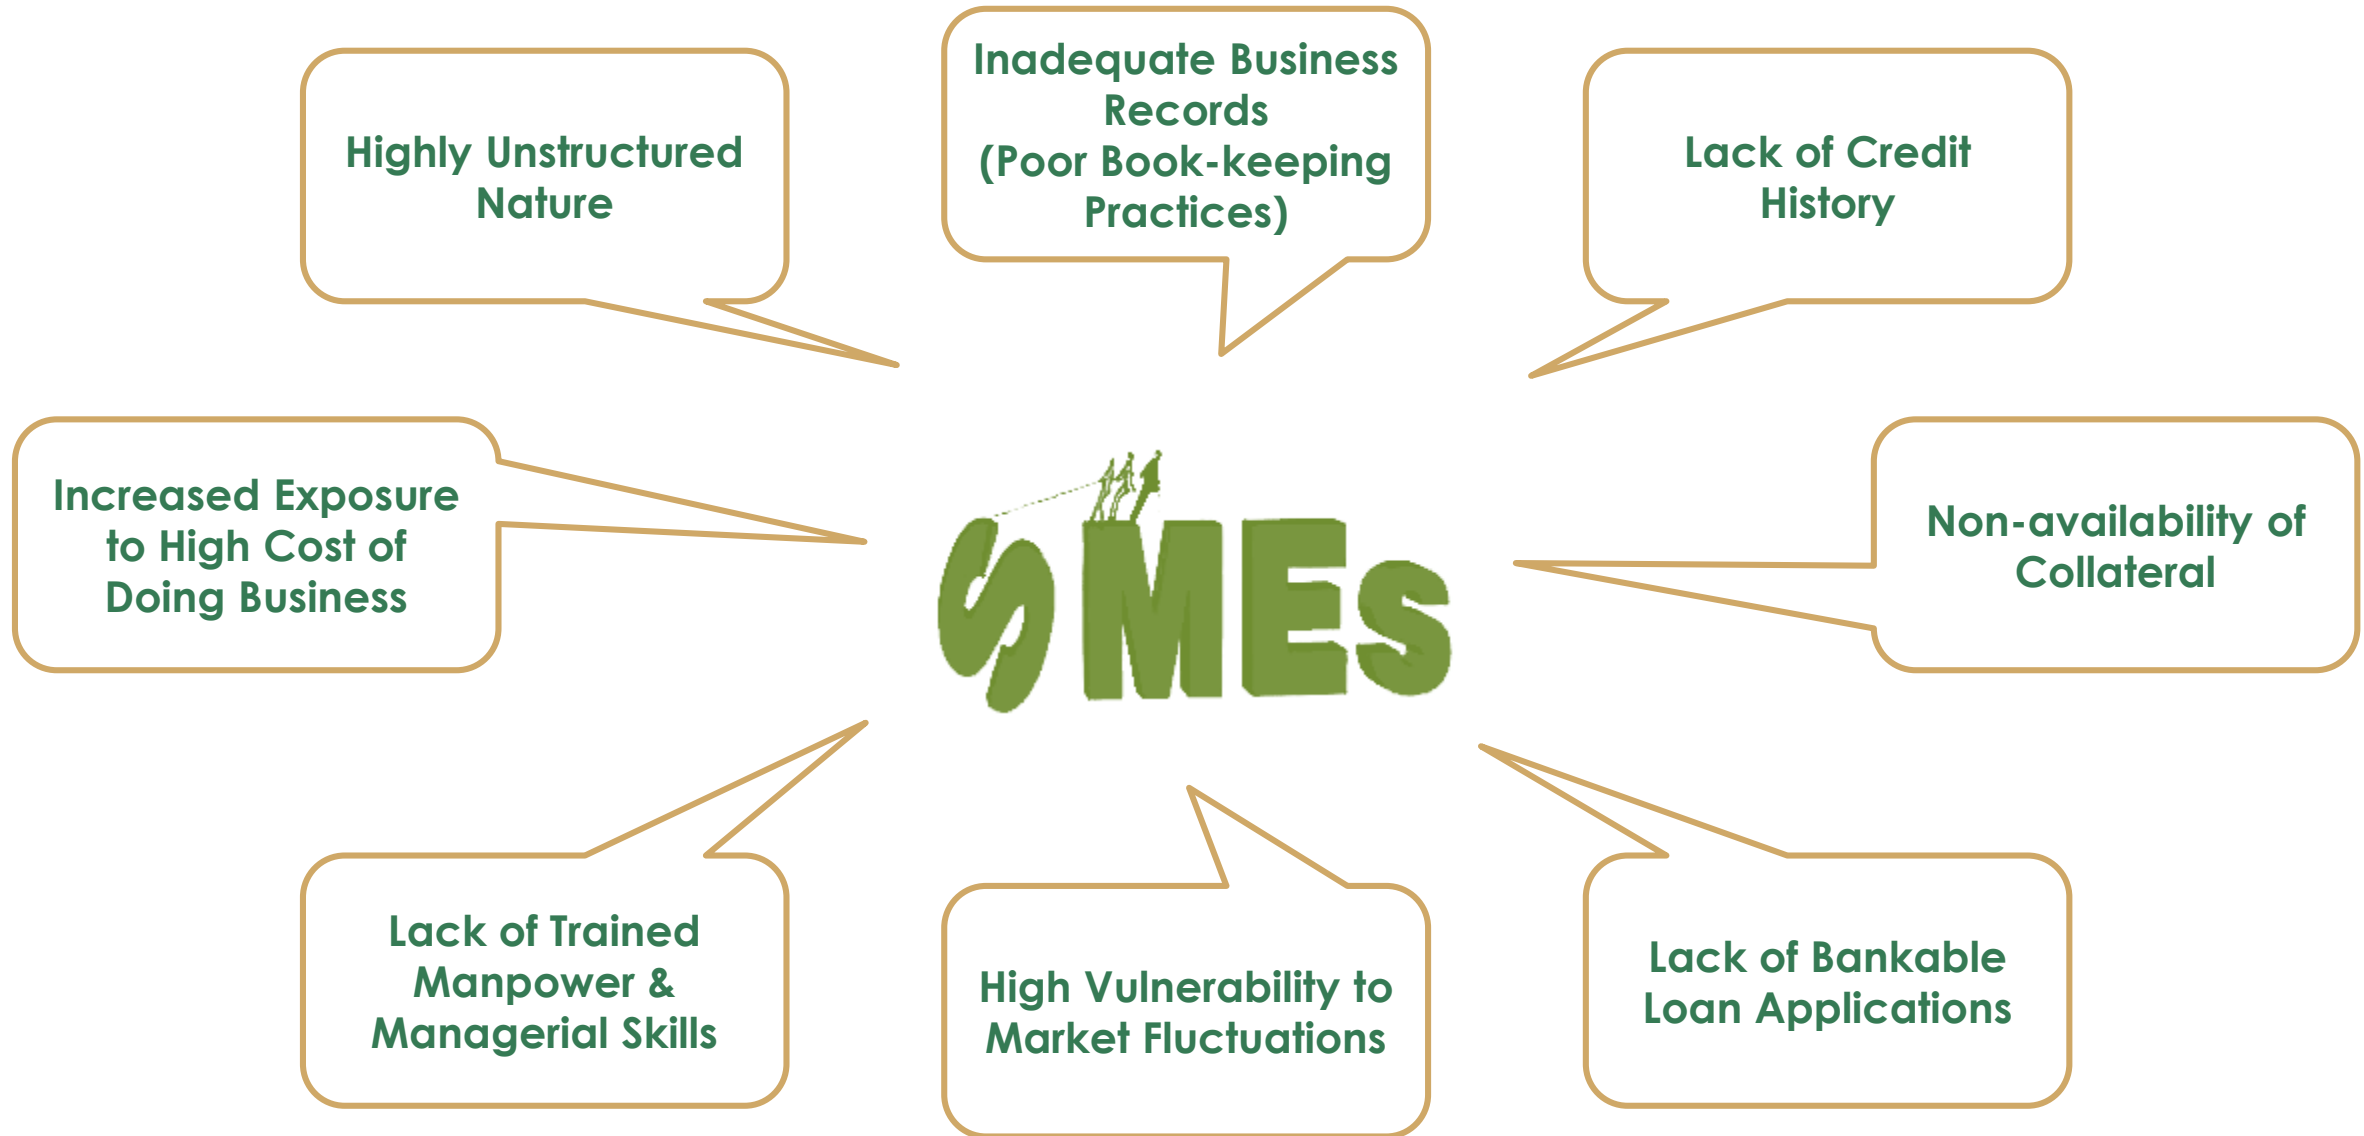 Inadequate Business
Records
(Poor Book-keeping
Practices)
Highly Unstructured
Nature
Lack of Credit
History
Increased Exposure
to High Cost of
Doing Business
SMEs
Non-availability of
Collateral
Lack of Trained
Manpower &
Managerial Skills
High Vulnerability to
Market Fluctuations
Lack of Bankable
Loan Applications